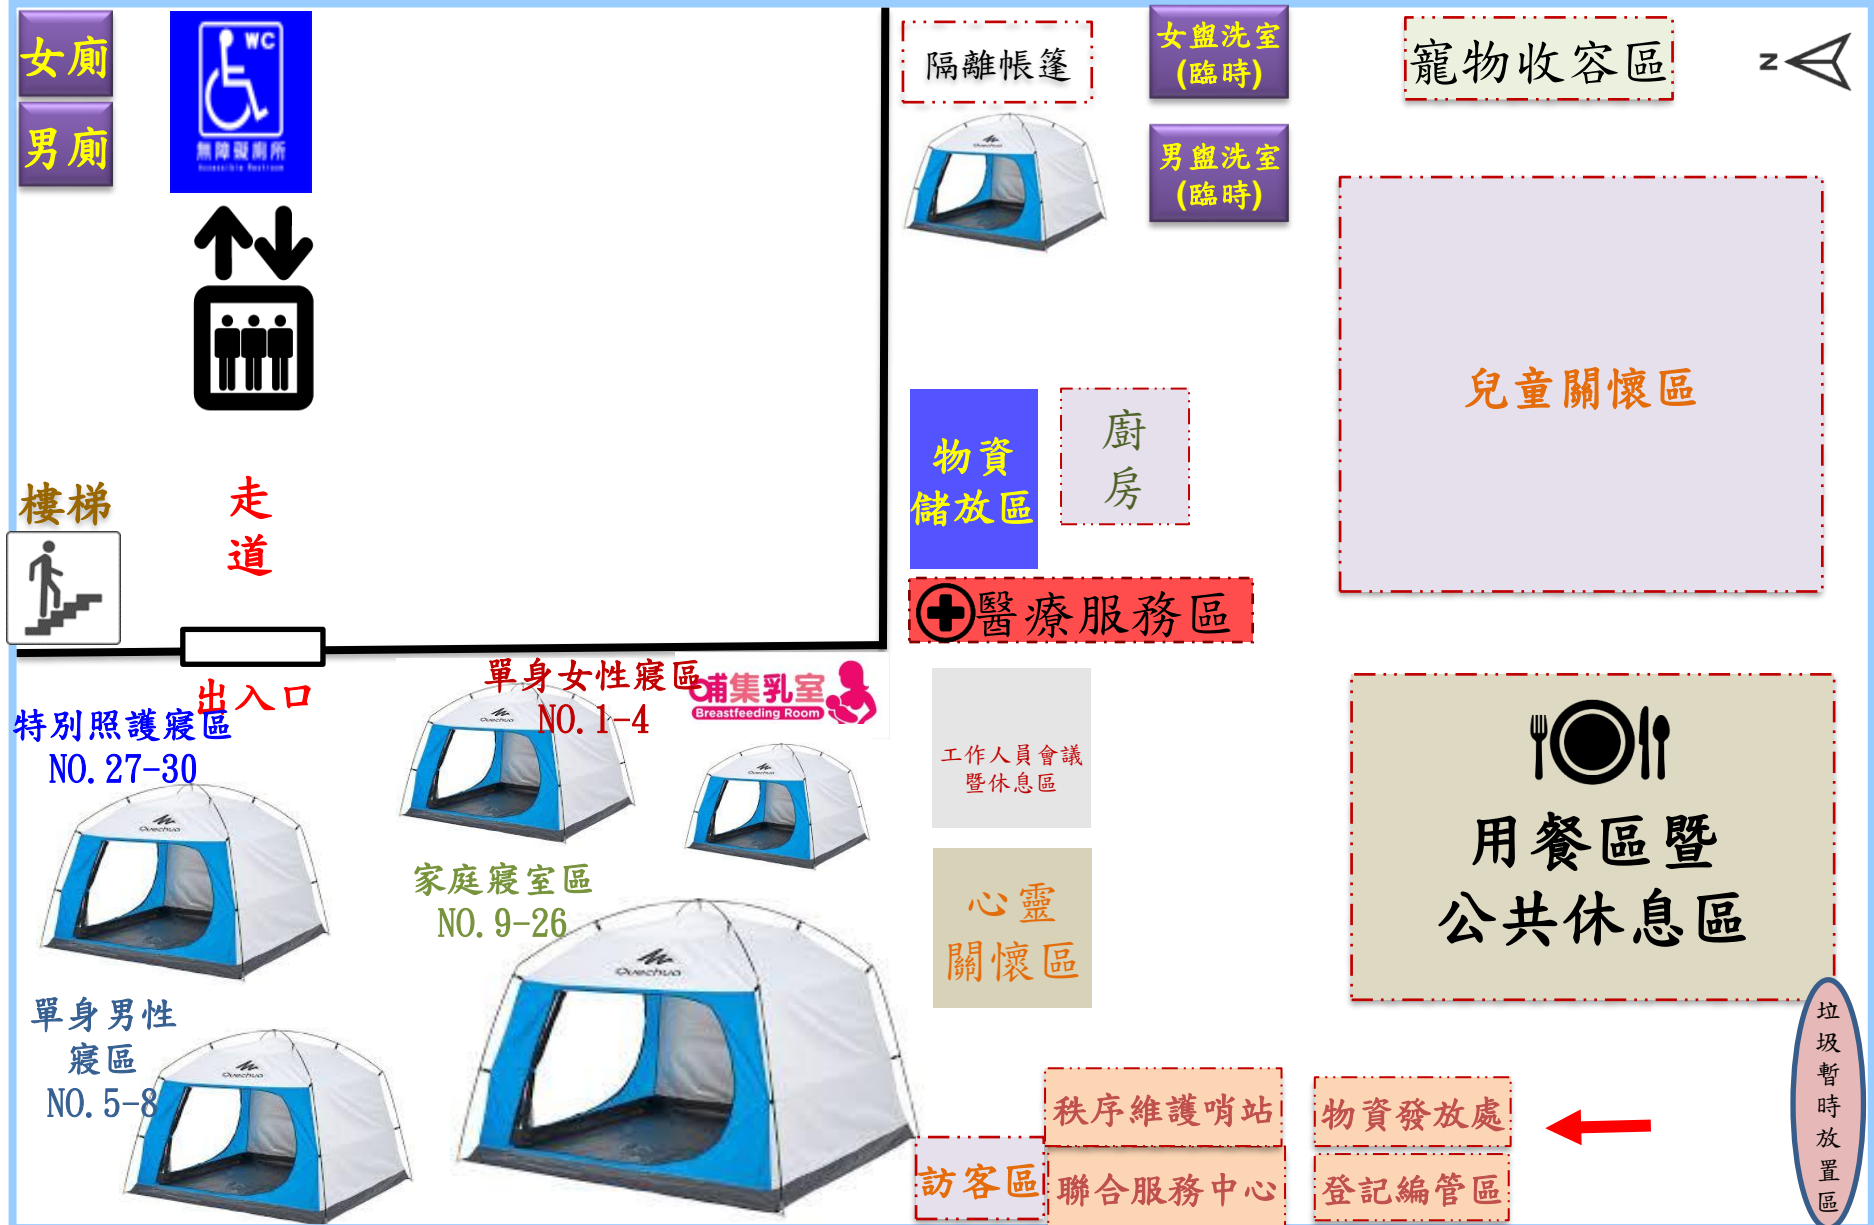 女廁
男廁
WC
無障礙廁所
Accessible Restroom
隔離帳篷
女盥洗室
(臨時)
男盥洗室
(臨時)
寵物收容區
N
兒童關懷區
物資
儲放區
廚
房
樓梯
走
道
醫療服務區
出入口
單身女性寢區
NO.1-4
哺集乳室
Breastfeeding Room
特別照護寢區
NO.27-30
Quechua
Quechua
Quechua
工作人員會議
暨休息區
用餐區暨
公共休息區
家庭寢室區
NO.9-26
Quechua
心靈
關懷區
單身男性
寢區
NO.5-8
Quechua
秩序維護哨站
物資發放處
訪客區
聯合服務中心
登記編管區
垃
圾
暫
時
放
置
區